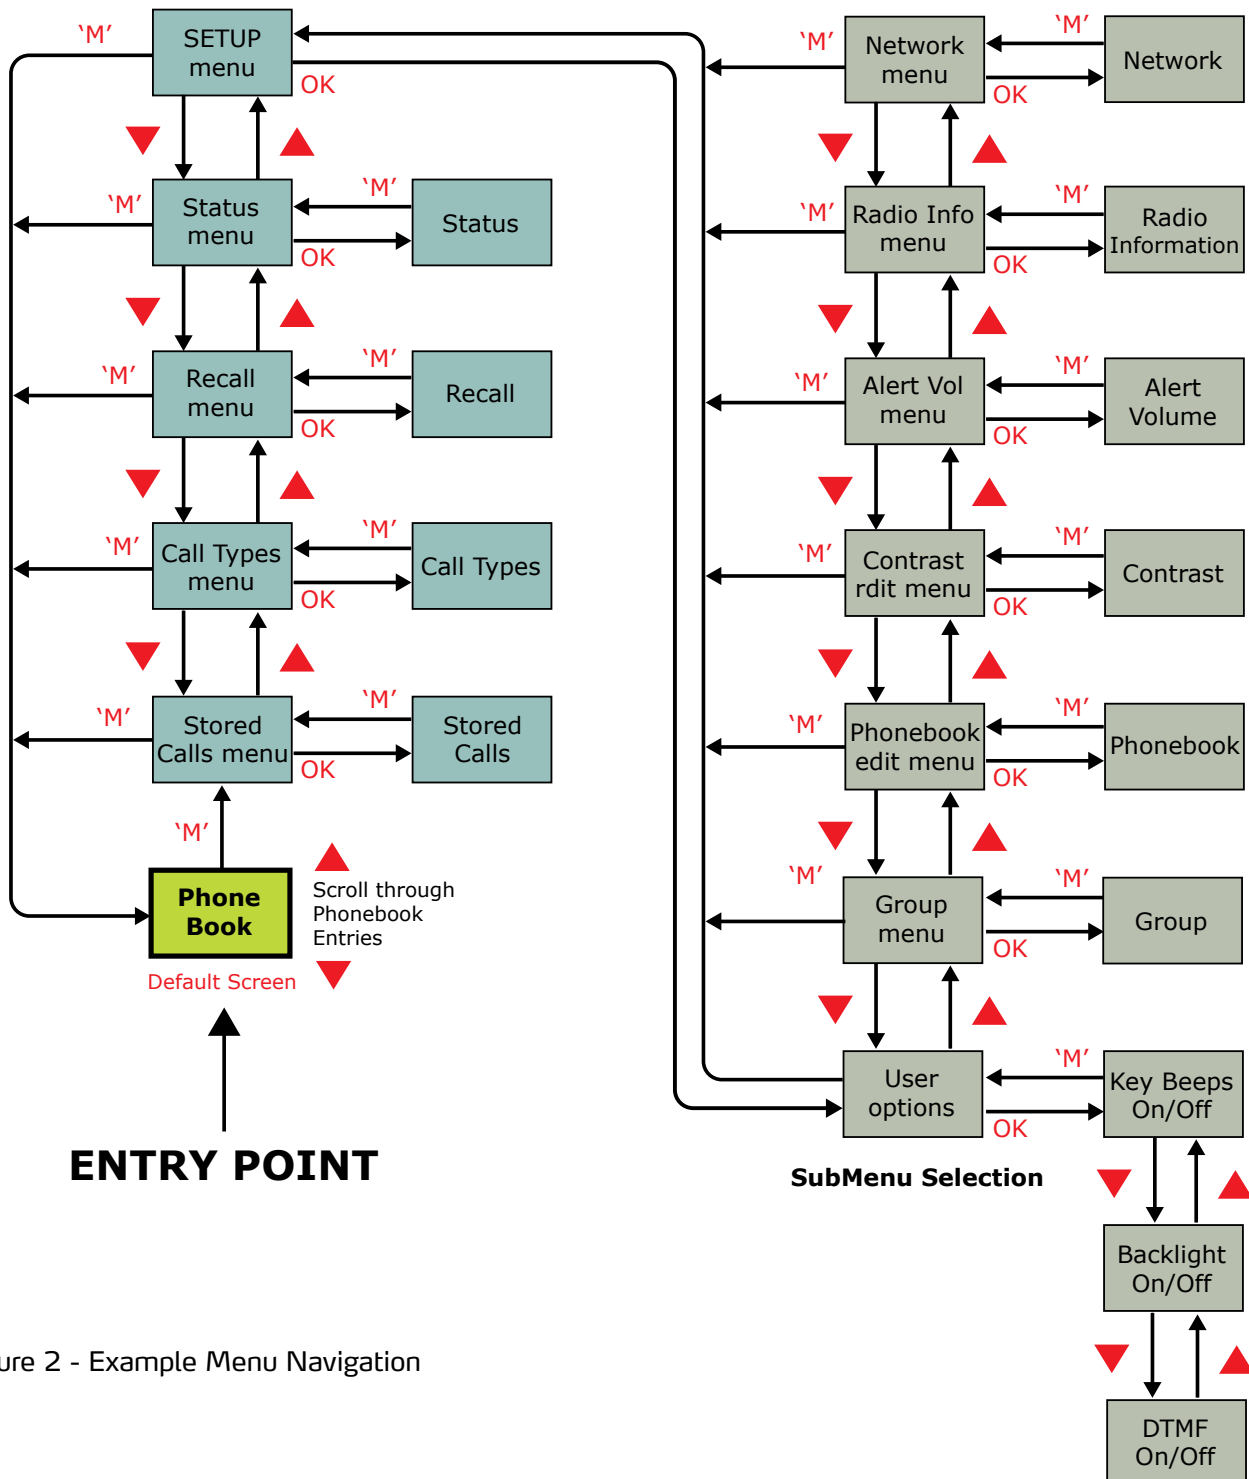 ‘M’
SETUP
menu
OK
‘M’
Status
menu
OK
‘M’
Status
‘M’
Recall
menu
OK
‘M’
Recall
‘M’
Call Types
menu
OK
‘M’
Call Types
‘M’
Stored
Calls menu
OK
‘M’
Stored
Calls
‘M’
Phone
Book
Scroll through
Phonebook
Entries
Default Screen
ENTRY POINT
‘M’
Network
menu
OK
‘M’
Network
‘M’
Radio Info
menu
OK
‘M’
Radio
Information
‘M’
Alert Vol
menu
OK
‘M’
Alert
Volume
‘M’
Contrast
rdit menu
OK
‘M’
Contrast
‘M’
Phonebook
edit menu
OK
‘M’
Phonebook
‘M’
Group
menu
OK
‘M’
Group
User
options
OK
‘M’
Key Beeps
On/Off
SubMenu Selection
Backlight
On/Off
DTMF
On/Off
ure 2 - Example Menu Navigation